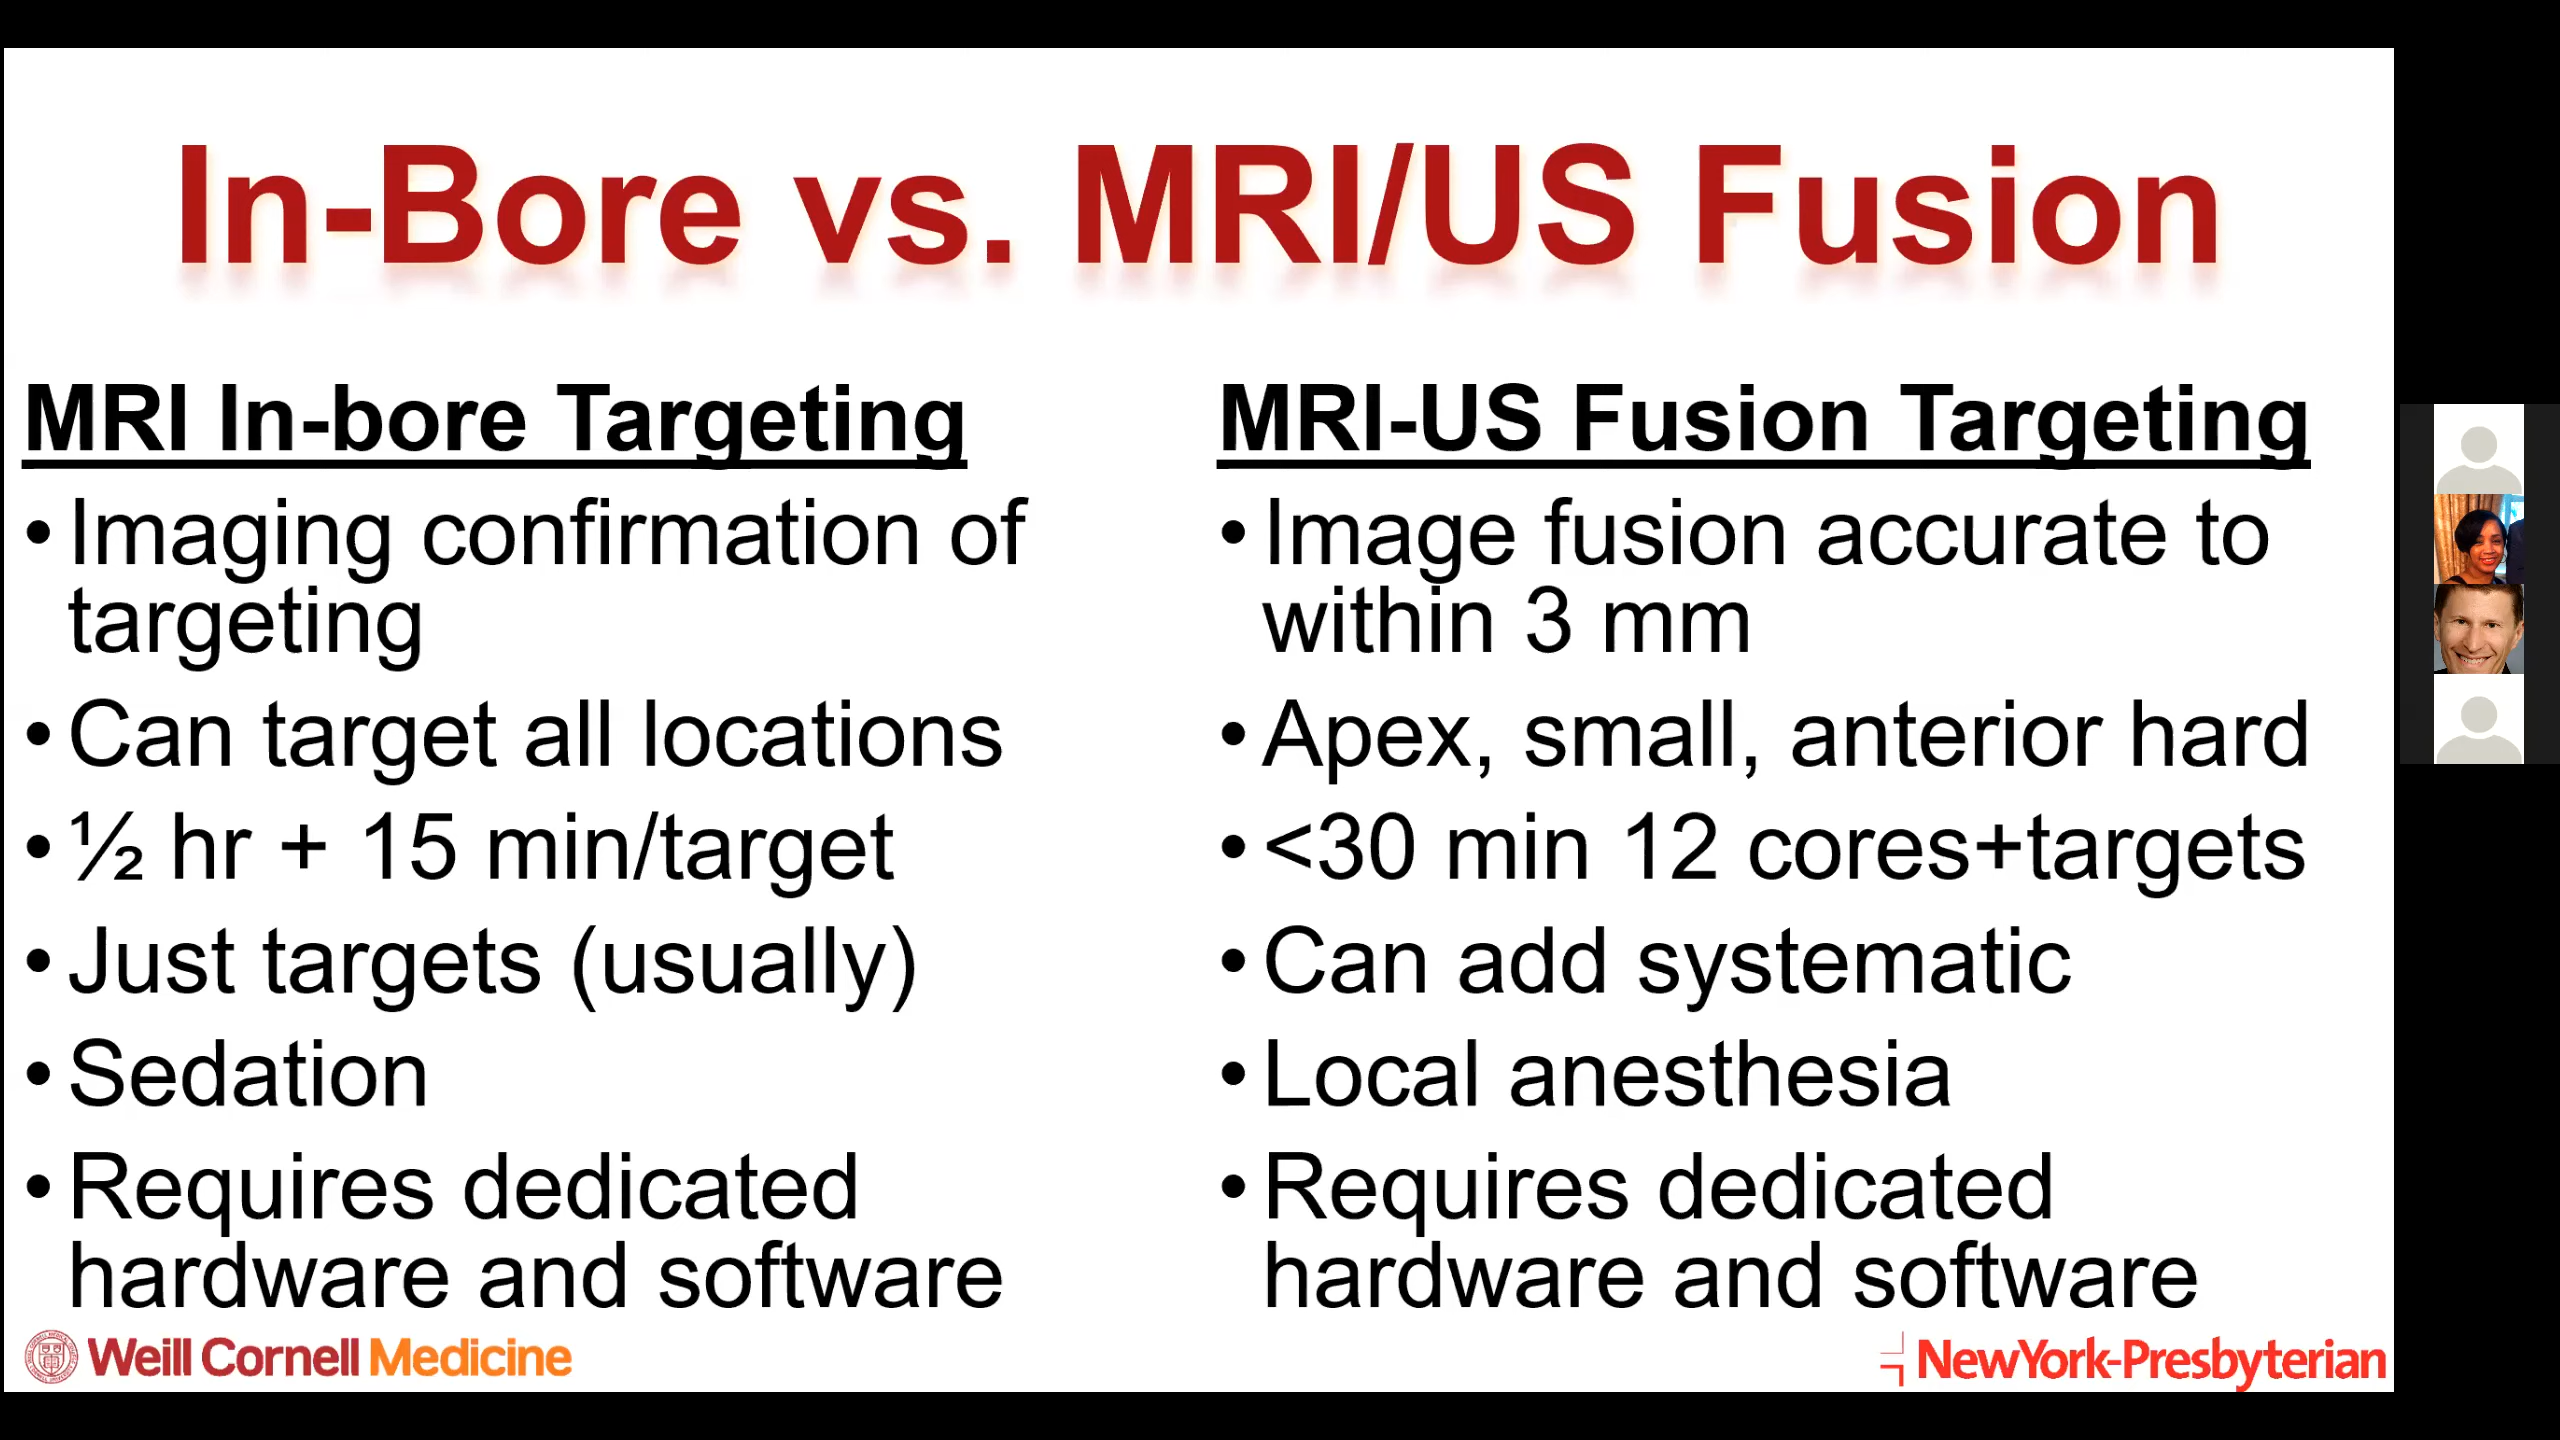 In-Bore vs. MRI/US Fusion
MRI In-bore Targeting
• Imaging confirmation of
targeting
• Can target all locations
• ½ hr + 15 min/target
• Just targets (usually)
• Sedation
• Requires dedicated
hardware and software
MRI-US Fusion Targeting
• Image fusion accurate to
within 3 mm
• Apex, small, anterior hard
• <30 min 12 cores+targets
• Can add systematic
• Local anesthesia
• Requires dedicated
hardware and software
Weill Cornell Medicine
NewYork-Presbyterian